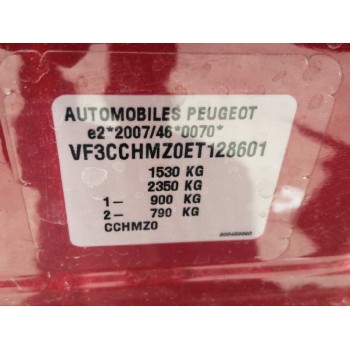 AUTOMOBILES PEUGEOT
e2*2007/46*0070*
VF3CCHMZ0ET128601
1530 KG
2350 KG
1- 900 KG
2- 790 KG
CCHMZ0